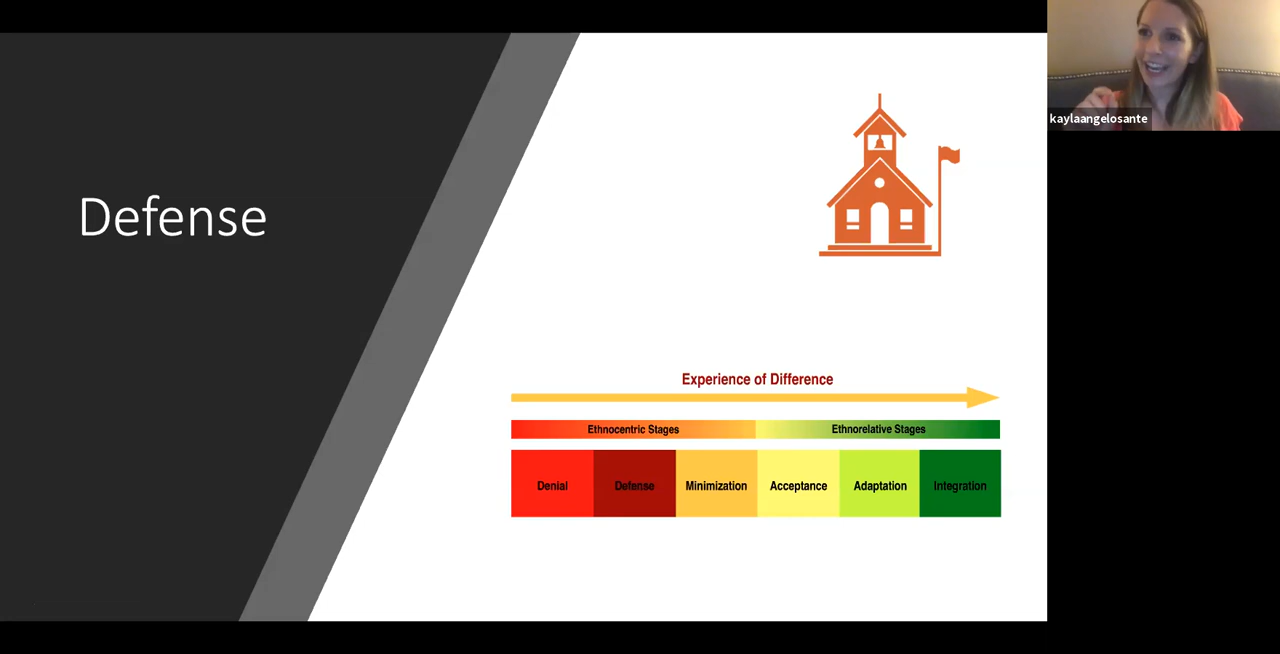 kaylaangelosante
Defense
Experience of Difference
Ethnocentric Stages Ethnorelative Stages
Denial Defense Minimization Acceptance Adaptation Integration